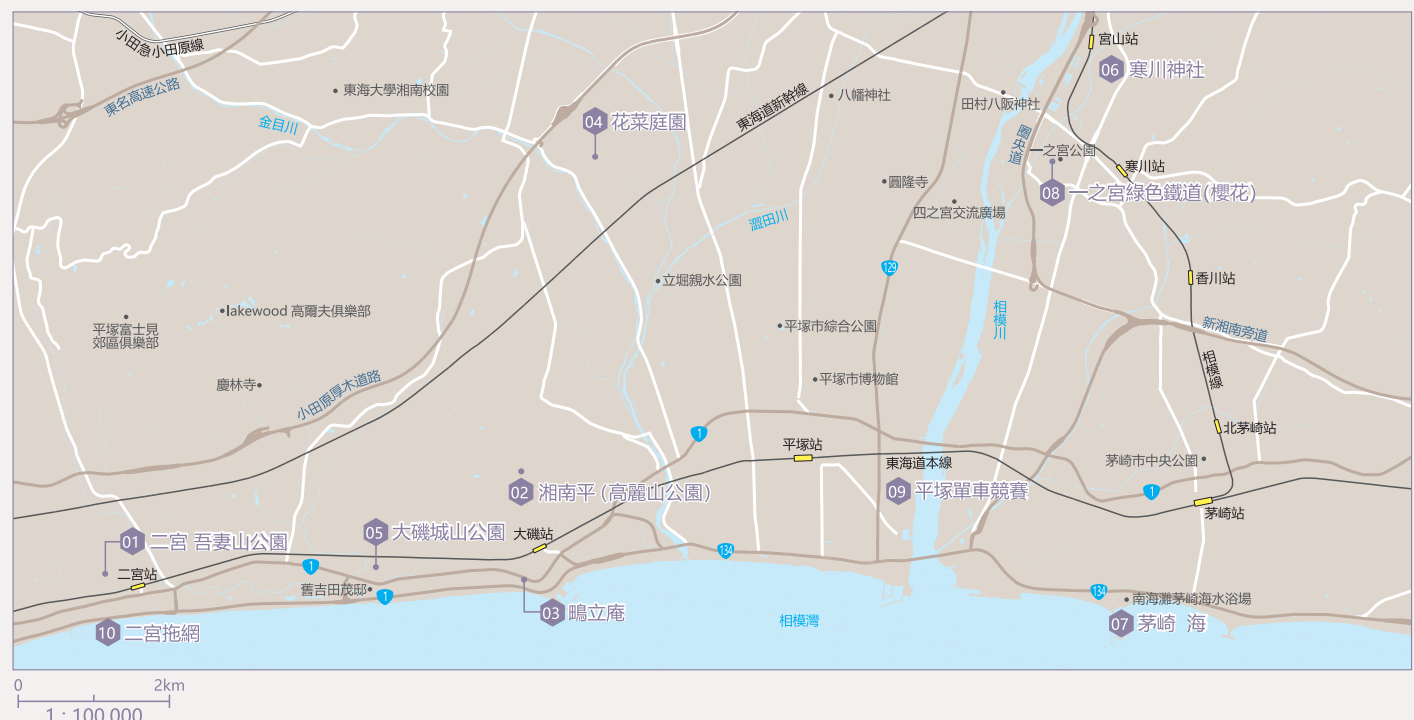 小田急小田原線
宮山站
06 寒川神社
東名高速公路
東海大學湘南校園
東海道新幹線
八幡神社
田村八阪神社
金目川
04 花菜庭園
圏央道
一之宮公園
寒川站
圓隆寺
08 一之宮綠色鐵道(櫻花)
四之宮交流廣場
澀田川
129
立堀親水公園
香川站
lakewood 高爾夫俱樂部
相模川
平塚富士見
郊區俱樂部
平塚市綜合公園
新湘南旁道
相模線
慶林寺
小田原厚木道路
平塚市博物館
1
北茅崎站
平塚站
東海道本線
茅崎市中央公園
02 湘南平 (高麗山公園)
09 平塚單車競賽
1
茅崎站
01 二宮 吾妻山公園
05 大磯城山公園
大磯站
134
1
二宮站
舊吉田茂邸
1
134
南海灘茅崎海水浴場
03 鴫立庵
相模灣
07 茅崎 海
10 二宮拖網
0 2km
1 : 100,000